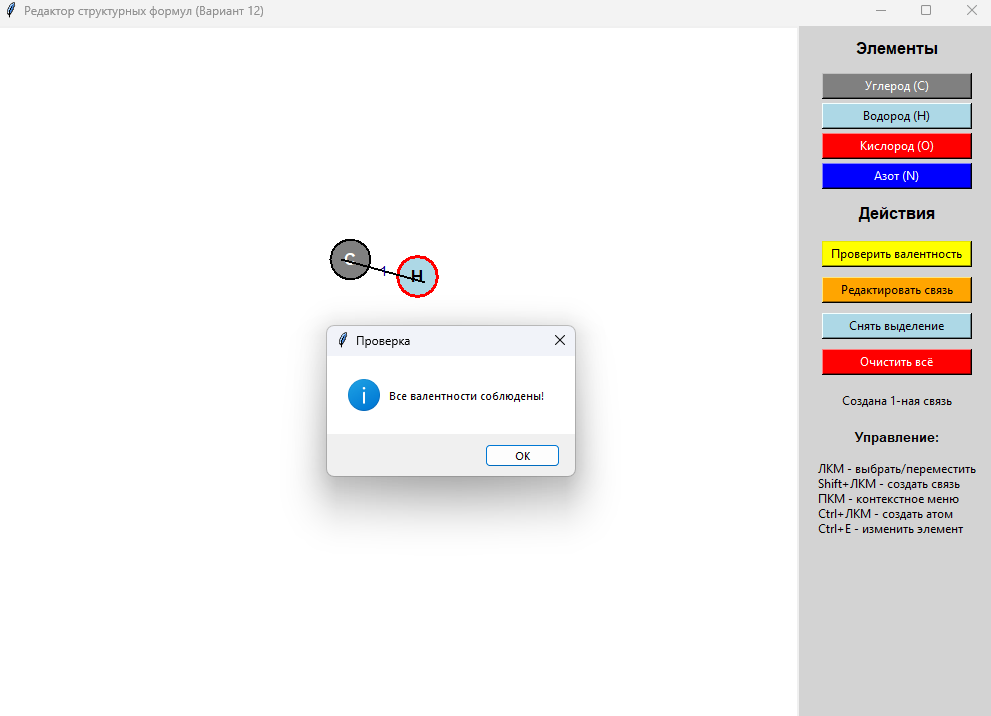 Редактор структурных формул (Вариант 12)
Элементы
Углерод (C)
Водород (H)
Кислород (O)
Азот (N)
Действия
Проверить валентность
Редактировать связь
Снять выделение
Очистить всё
Создана 1-ная связь
Управление:
ЛКМ - выбрать/переместить
Shift+ЛКМ - создать связь
ПКМ - контекстное меню
Ctrl+ЛКМ - создать атом
Ctrl+E - изменить элемент
C
1
H
Проверка
Все валентности соблюдены!
ОК